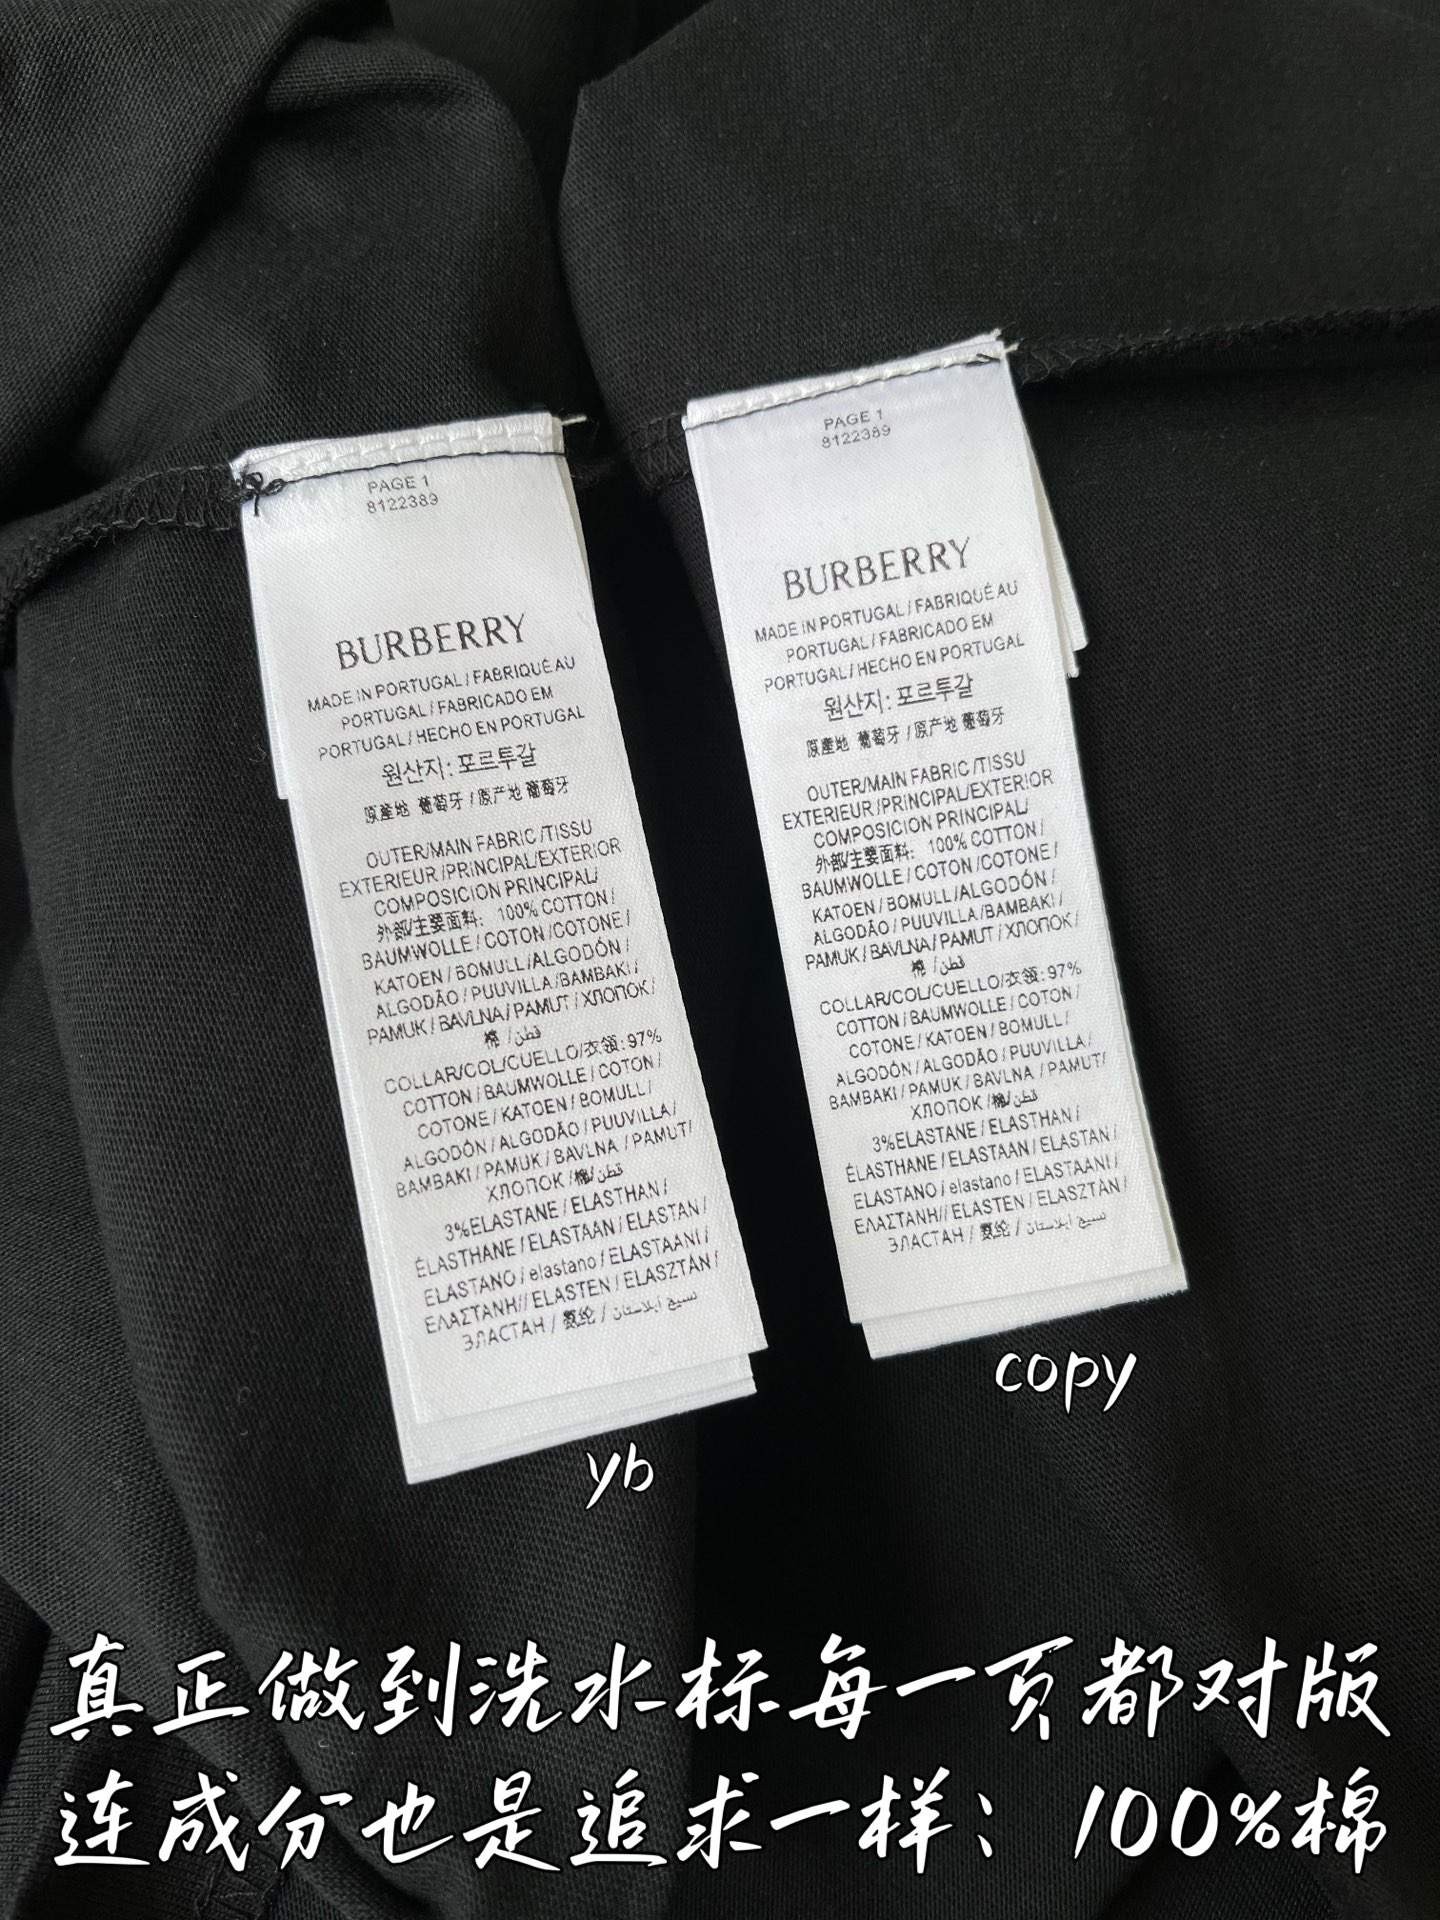 PAGE 1
8122389
BURBERRY
MADE IN PORTUGAL / FABRIQUÉ AU
PORTUGAL / FABRICADO EM
PORTUGAL / HECHO EN PORTUGAL
원산지: 포르투갈
原産地 葡萄牙 / 原产地 葡萄牙
OUTER/MAIN FABRIC /TISSU
EXTERIEUR /PRINCIPAL/EXTERIOR
COMPOSICION PRINCIPAL/
外部/主要面料: 100% COTTON /
BAUMWOLLE / COTON /COTONE /
KATOEN / BOMULL /ALGODÓN /
ALGODÃO / PUUVILLA /BAMBAKI /
PAMUK / BAVLNA / PAMUT / ХЛОПОК /
棉 / قطن
COLLAR/COL/CUELLO/衣領: 97%
COTTON / BAUMWOLLE / COTON /
COTONE / KATOEN / BOMULL /
ALGODÓN / ALGODÃO / PUUVILLA /
BAMBAKI / PAMUK / BAVLNA / PAMUT/
ХЛОПОК /棉/ قطن
3%ELASTANE / ELASTHAN /
ÉLASTHANE / ELASTAAN / ELASTAN /
ELASTANO / elastano / ELASTAANI /
ΕΛΑΣΤΑΝΗ// ELASTEN / ELASZTÁN /
ЭЛАСТАН / 氨纶 / نسيج ايلاستان
yb
PAGE 1
8122389
BURBERRY
MADE IN PORTUGAL / FABRIQUÉ AU
PORTUGAL / FABRICADO EM
PORTUGAL / HECHO EN PORTUGAL
원산지: 포르투갈
原產地 葡萄牙 / 原产地 葡萄牙
OUTER/MAIN FABRIC /TISSU
EXTERIEUR /PRINCIPAL/EXTERIOR
COMPOSICION PRINCIPAL/
外部/主要面料: 100% COTTON /
BAUMWOLLE / COTON /COTONE /
KATOEN / BOMULL /ALGODÓN /
ALGODÃO / PUUVILLA /BAMBAKI /
PAMUK / BAVLNA / PAMUT / ХЛОПОК /
棉 / قطن
COLLAR/COL/CUELLO/衣領: 97%
COTTON / BAUMWOLLE / COTON /
COTONE / KATOEN / BOMULL /
ALGODÓN / ALGODÃO / PUUVILLA /
BAMBAKI / PAMUK / BAVLNA / PAMUT/
ХЛОПОК /棉/ قطن
3%ELASTANE / ELASTHAN /
ÉLASTHANE / ELASTAAN / ELASTAN /
ELASTANO / elastano / ELASTAANI /
ΕΛΑΣΤΑΝΗ// ELASTEN / ELASZTÁN /
ЭЛАСТАН / 氨纶 / نسيج ايلاستان
copy
真正做到洗水标每一页都对版
连成分也是追求一样：100%棉